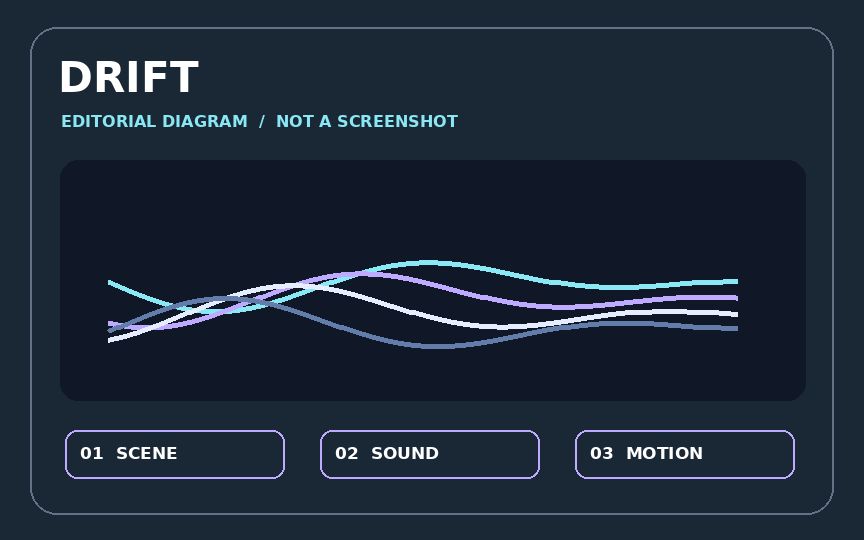 DRIFT
EDITORIAL DIAGRAM / NOT A SCREENSHOT
01 SCENE
02 SOUND
03 MOTION